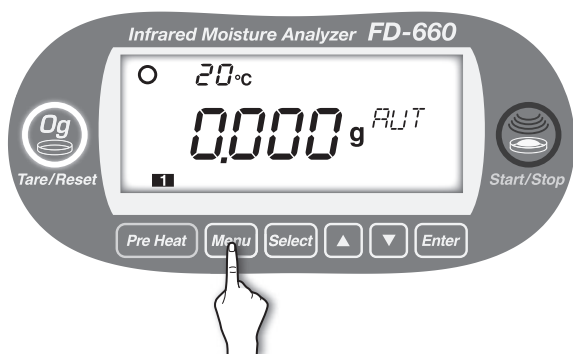 Infrared Moisture Analyzer FD-660
20°C
0.000 g AUT
1
0g
Tare/Reset
Start/Stop
Pre Heat Menu Select ▲ ▼ Enter